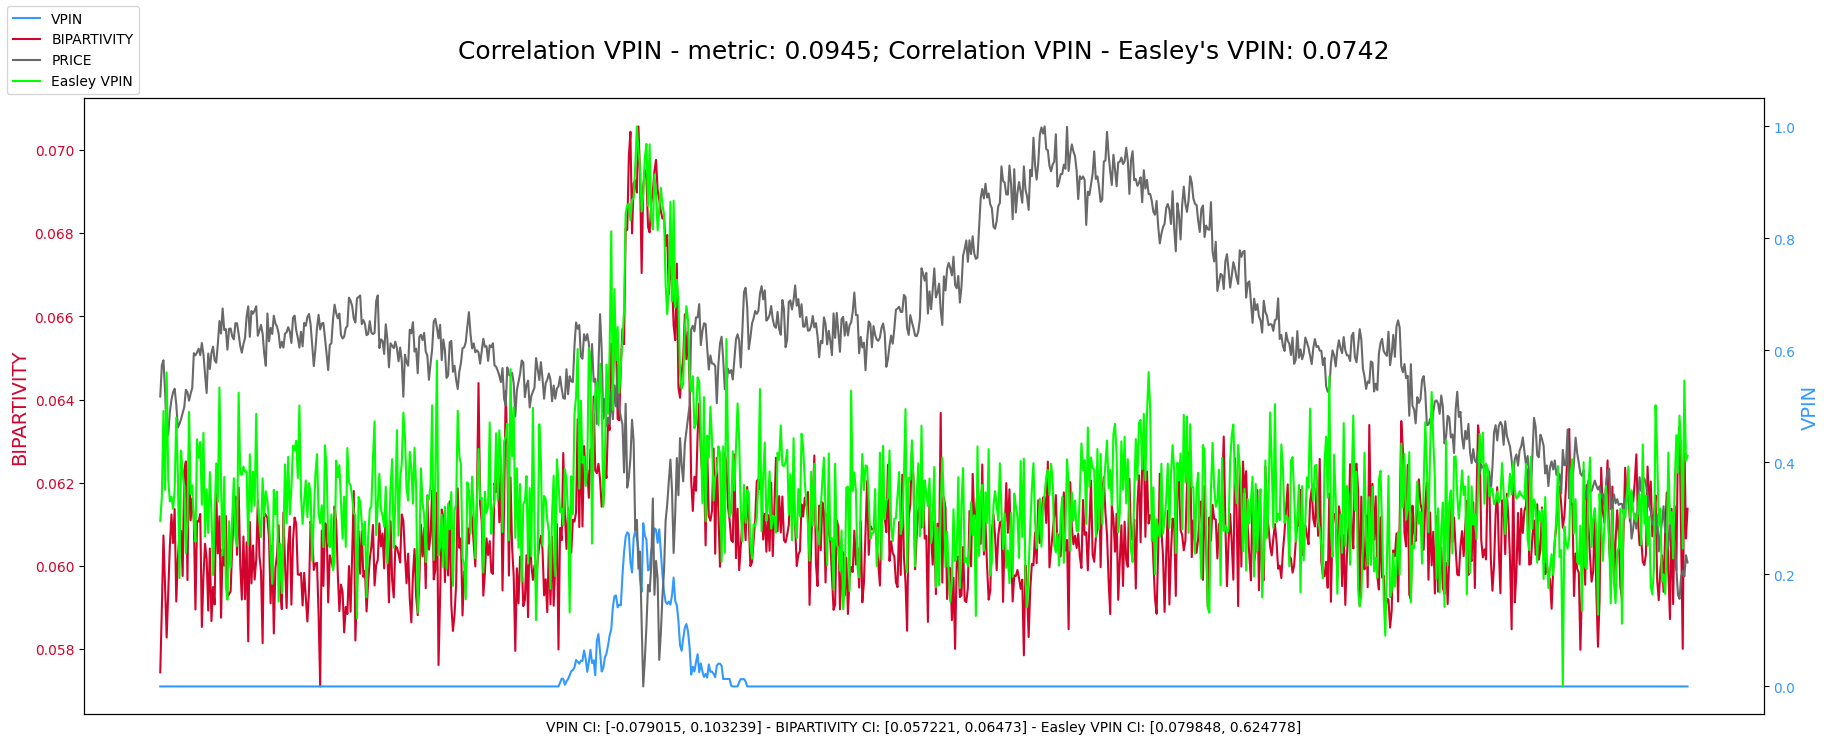 VPIN
BIPARTIVITY
PRICE
Easley VPIN
Correlation VPIN - metric: 0.0945; Correlation VPIN - Easley's VPIN: 0.0742
BIPARTIVITY
0.070
0.068
0.066
0.064
0.062
0.060
0.058
1.0
0.8
0.6
0.4
0.2
0.0
VPIN
VPIN CI: [-0.079015, 0.103239] - BIPARTIVITY CI: [0.057221, 0.06473] - Easley VPIN CI: [0.079848, 0.624778]